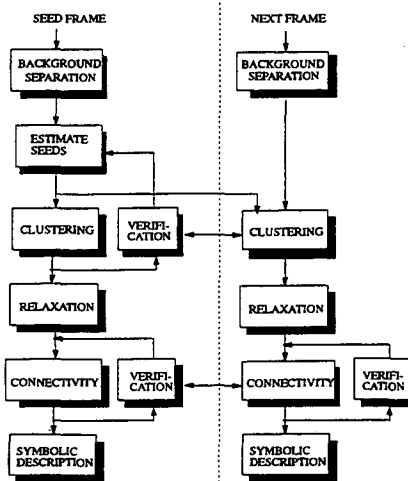 SEED FRAME
NEXT FRAME
BACKGROUND
SEPARATION
BACKGROUND
SEPARATION
ESTIMATE
SEEDS
CLUSTERING
VERIFI-
CATION
CLUSTERING
RELAXATION
RELAXATION
CONNECTIVITY
VERIFI-
CATION
CONNECTIVITY
VERIFI-
CATION
SYMBOLIC
DESCRIPTION
SYMBOLIC
DESCRIPTION